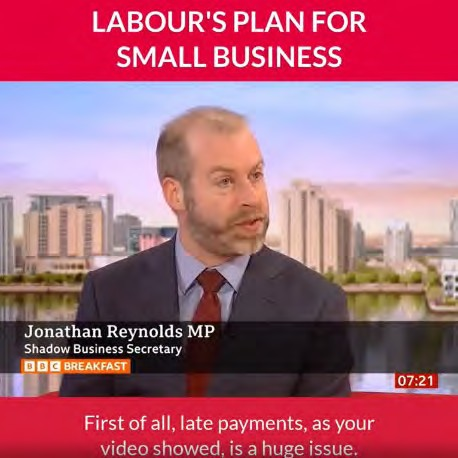 LABOUR'S PLAN FOR
SMALL BUSINESS
Jonathan Reynolds MP
Shadow Business Secretary
BBC BREAKFAST
07:21
First of all, late payments, as your
video showed, is a huge issue.